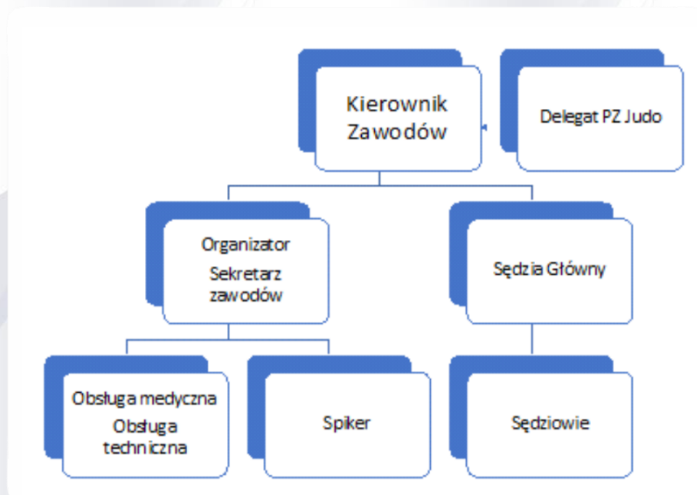 Kierownik
Zawodów
Delegat PZ Judo
Organizator
Sekretarz
zawodów
Sędzia Główny
Obsługa medyczna
Obsługa
techniczna
Spiker
Sędziowie